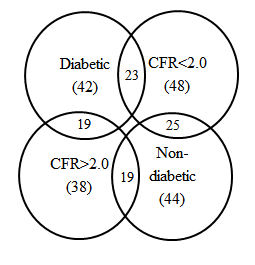 Diabetic
(42)
23
CFR<2.0
(48)
19
25
CFR>2.0
(38)
19
Non-
diabetic
(44)